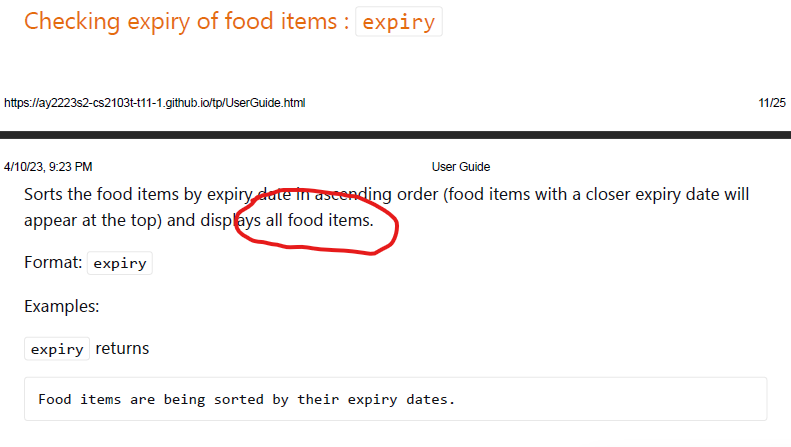 Checking expiry of food items : expiry
https://ay2223s2-cs2103t-t11-1.github.io/tp/UserGuide.html 11/25
4/10/23, 9:23 PM User Guide
Sorts the food items by expiry date in ascending order (food items with a closer expiry date will
appear at the top) and displays all food items.
Format: expiry
Examples:
expiry returns
Food items are being sorted by their expiry dates.